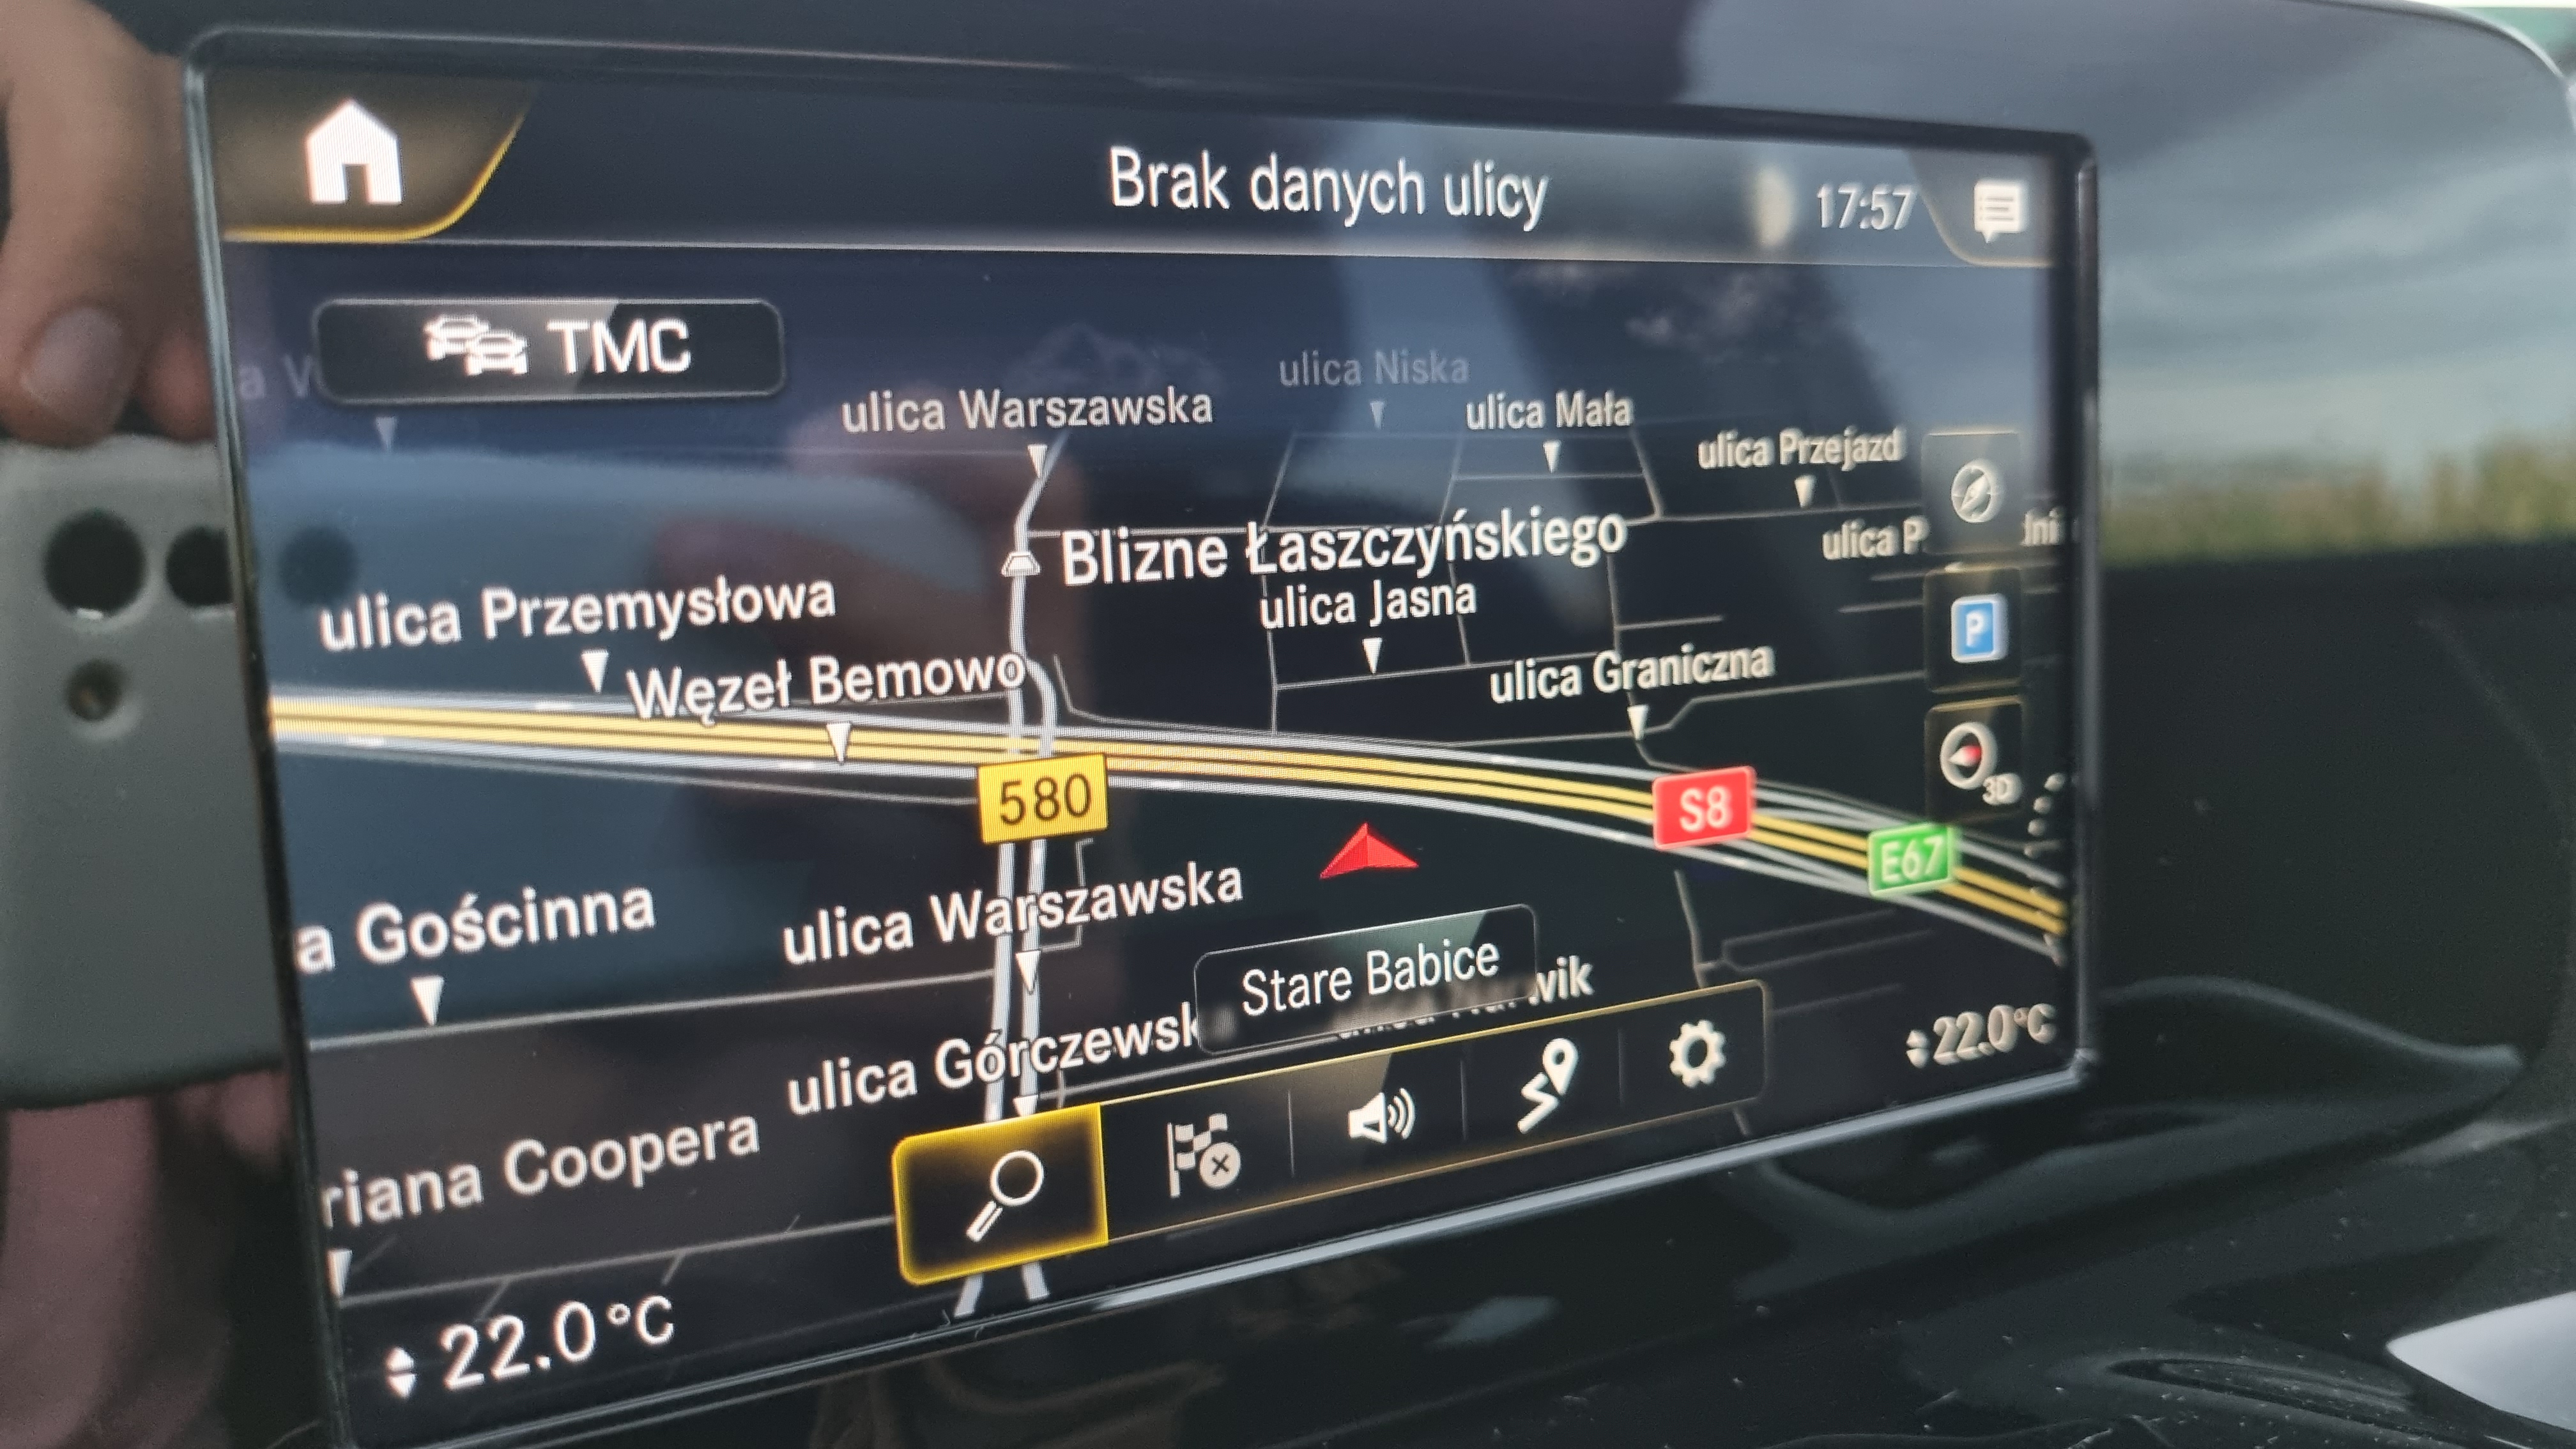 Brak danych ulicy
17:57
TMC
ulica Niska
ulica Warszawska
ulica Mała
ulica Przejazd
Blizne Łaszczyńskiego
ulica
ulica Przemysłowa
ulica Jasna
Węzeł Bemowo
ulica Graniczna
P
3D
580
S8
E67
a Gościnna
ulica Warszawska
Stare Babice
ulica Górczewsk
riana Coopera
22.0°C
22.0°C